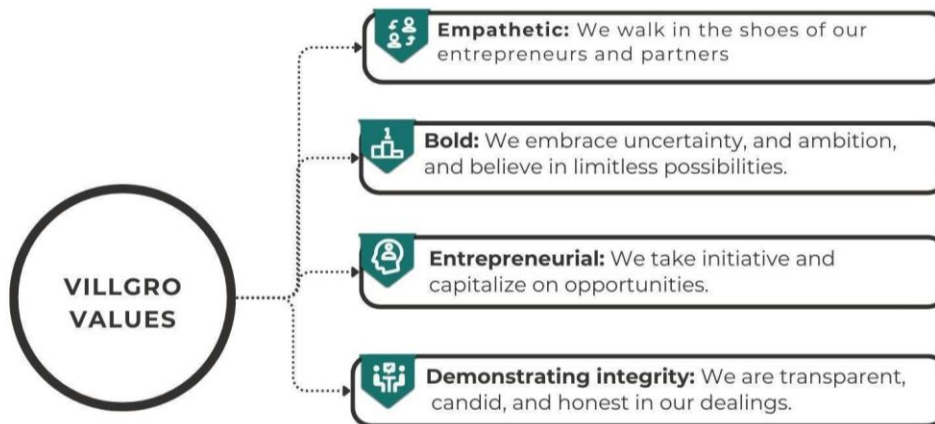 VILLGRO
VALUES
Empathetic: We walk in the shoes of our
entrepreneurs and partners
1
Bold: We embrace uncertainty, and ambition,
and believe in limitless possibilities.
Entrepreneurial: We take initiative and
capitalize on opportunities.
Demonstrating integrity: We are transparent,
candid, and honest in our dealings.